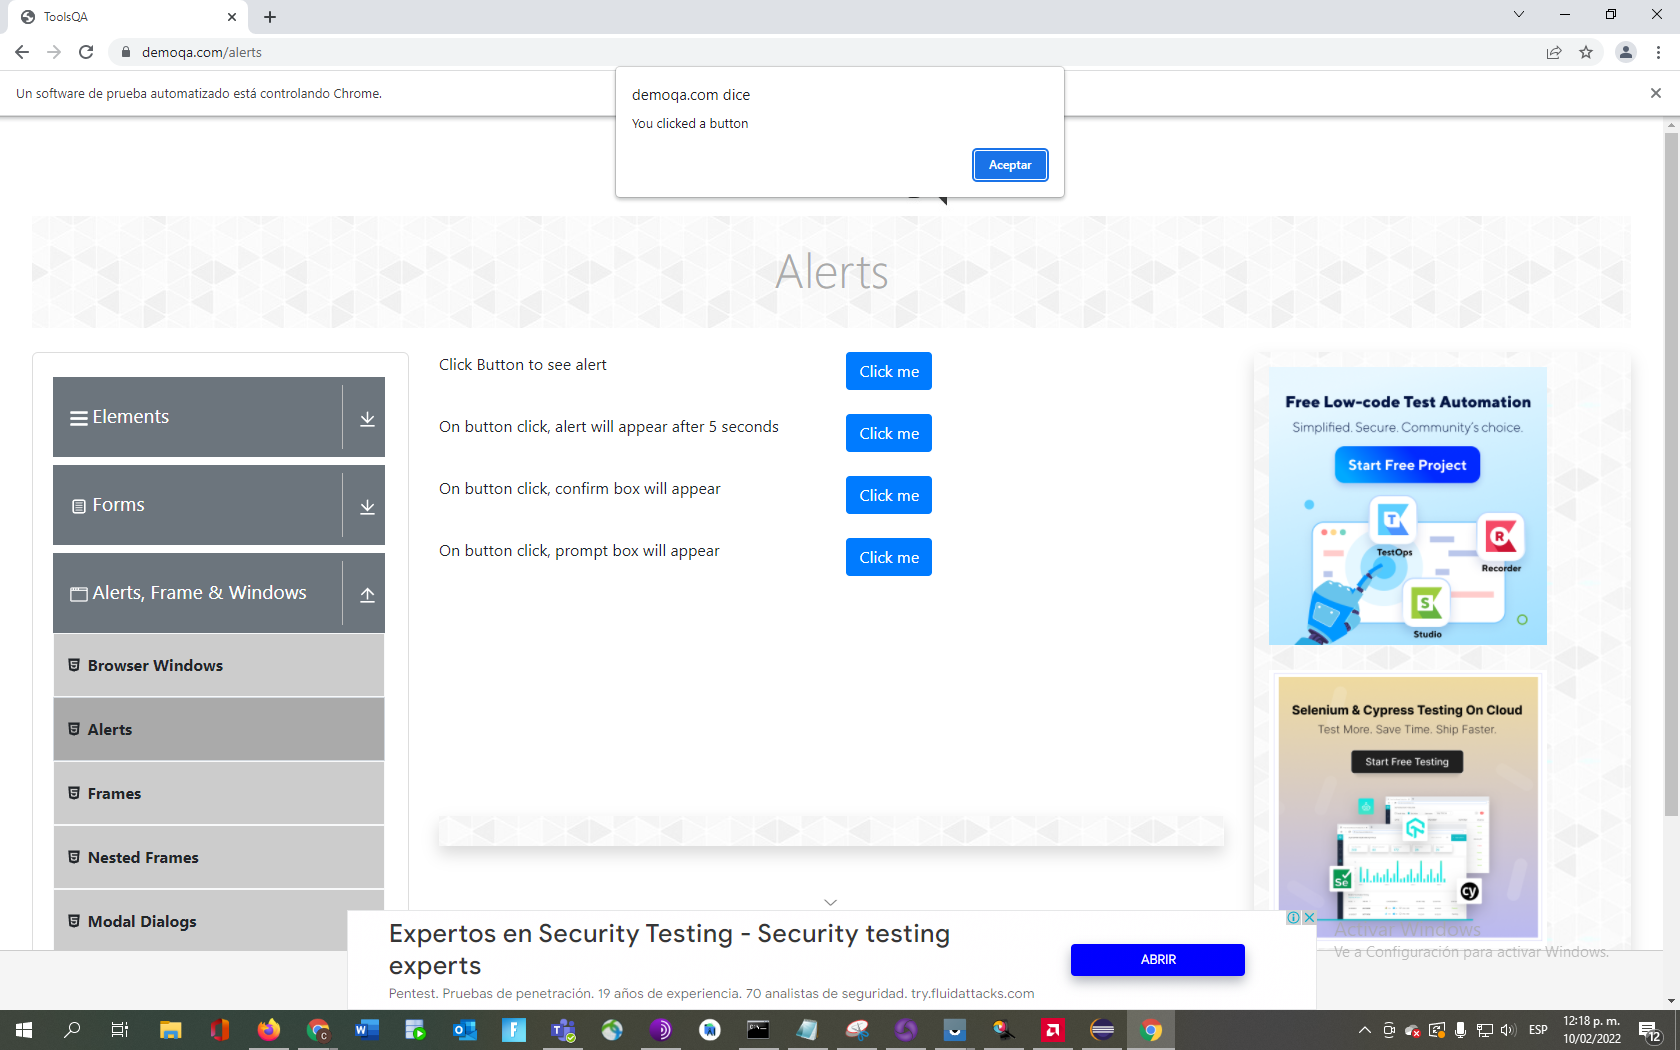 ToolsQA
demoqa.com/alerts
Un software de prueba automatizado está controlando Chrome.
demoqa.com dice
You clicked a button
Aceptar
Alerts
Elements
Forms
Alerts, Frame & Windows
Browser Windows
Alerts
Frames
Nested Frames
Modal Dialogs
Click Button to see alert
Click me
On button click, alert will appear after 5 seconds
Click me
On button click, confirm box will appear
Click me
On button click, prompt box will appear
Click me
Free Low-code Test Automation
Simplified. Secure. Community's choice.
Start Free Project
TestOps
Recorder
Studio
Selenium & Cypress Testing On Cloud
Test More. Save Time. Ship Faster.
Start Free Testing
Se
cy
Expertos en Security Testing - Security testing
experts
Pentest. Pruebas de penetración. 19 años de experiencia. 70 analistas de seguridad. try.fluidattacks.com
ABRIR
Activar Windows
Ve a Configuración para activar Windows.
ESP
12:18 p. m.
10/02/2022
12